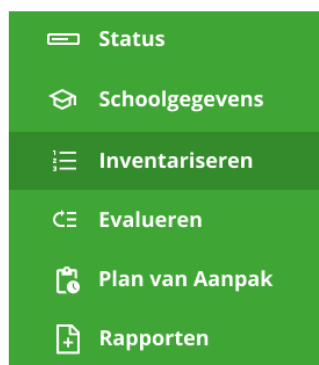 Status
Schoolgegevens
Inventariseren
Evalueren
Plan van Aanpak
Rapporten